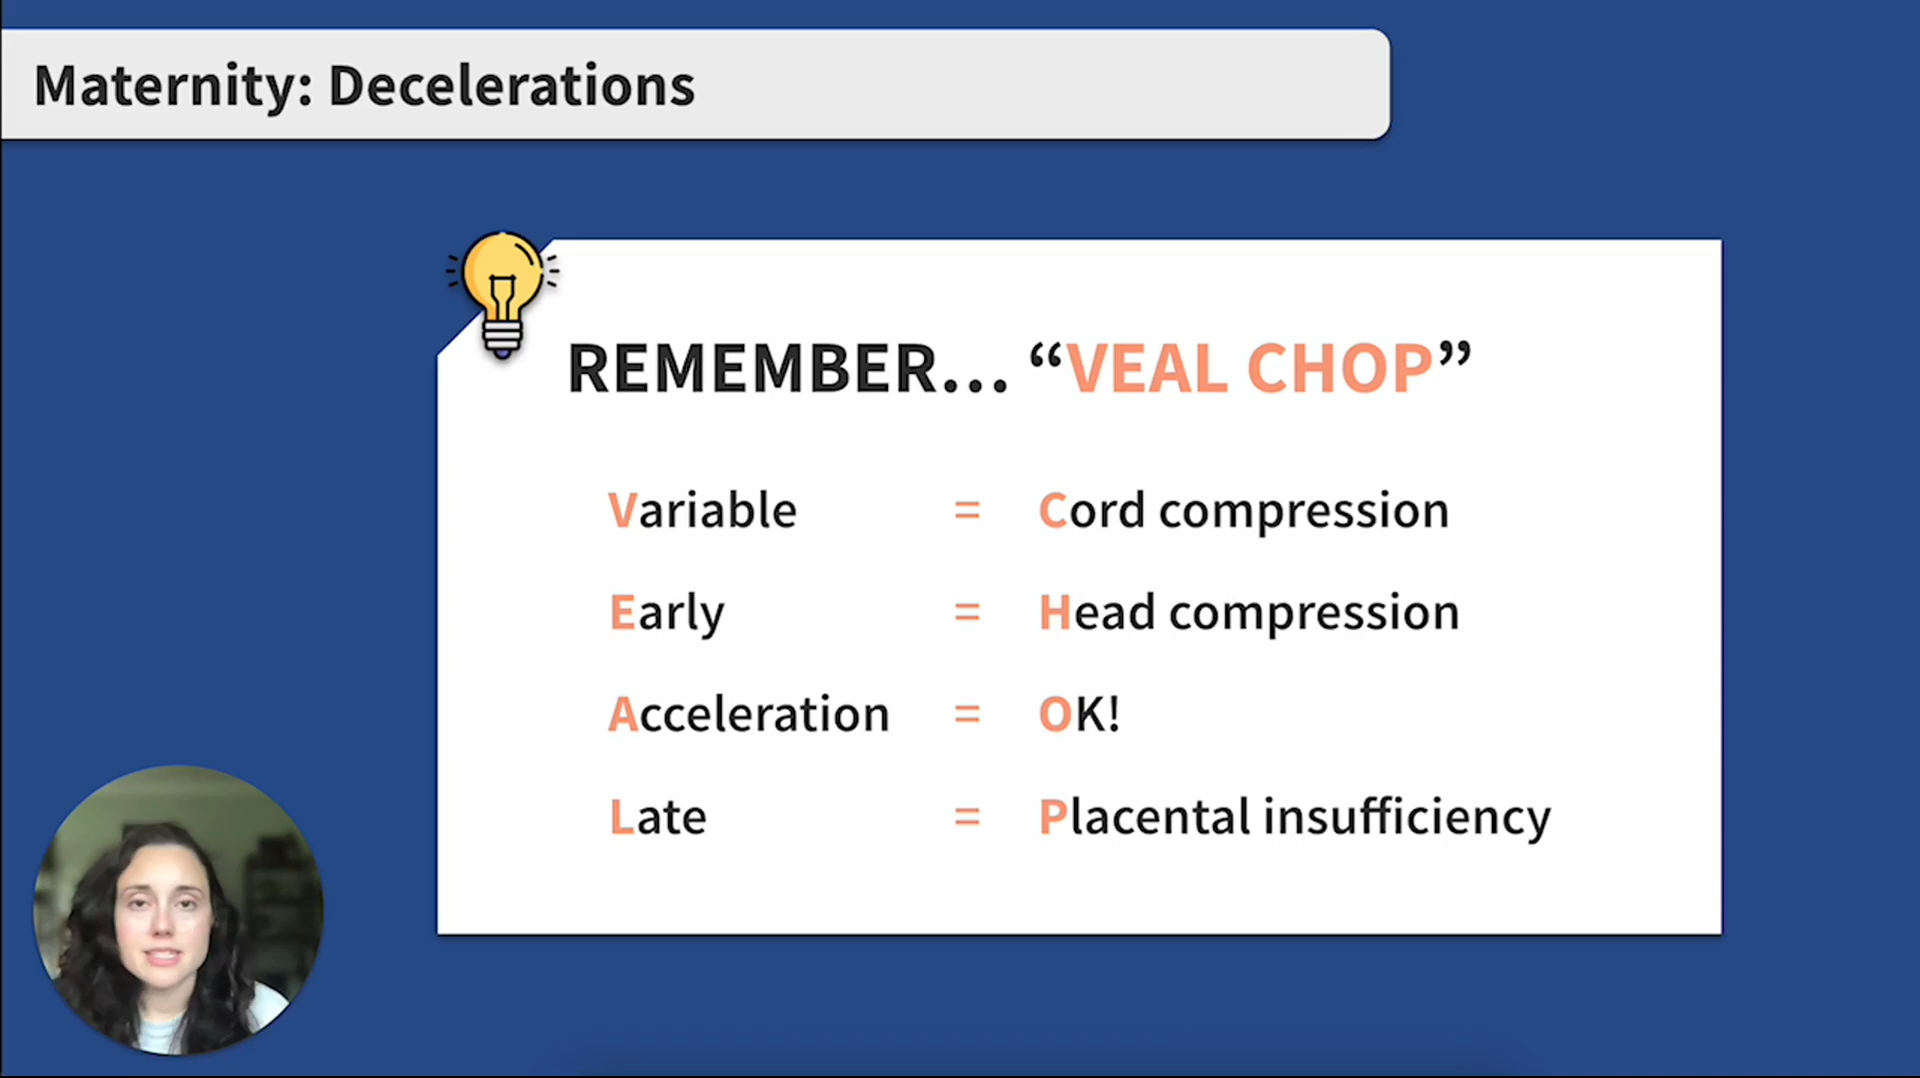 Maternity: Decelerations
REMEMBER... “VEAL CHOP”
Variable = Cord compression
Early = Head compression
Acceleration = OK!
Late = Placental insufficiency